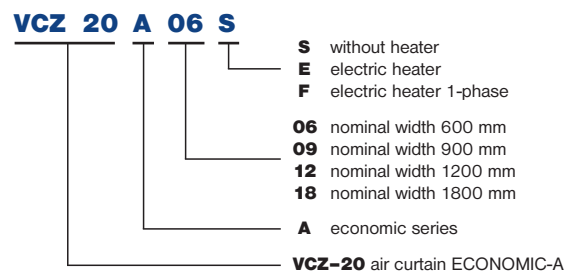 VCZ 20 A 06 S
S without heater
E electric heater
F electric heater 1-phase
06 nominal width 600 mm
09 nominal width 900 mm
12 nominal width 1200 mm
18 nominal width 1800 mm
A economic series
VCZ-20 air curtain ECONOMIC-A